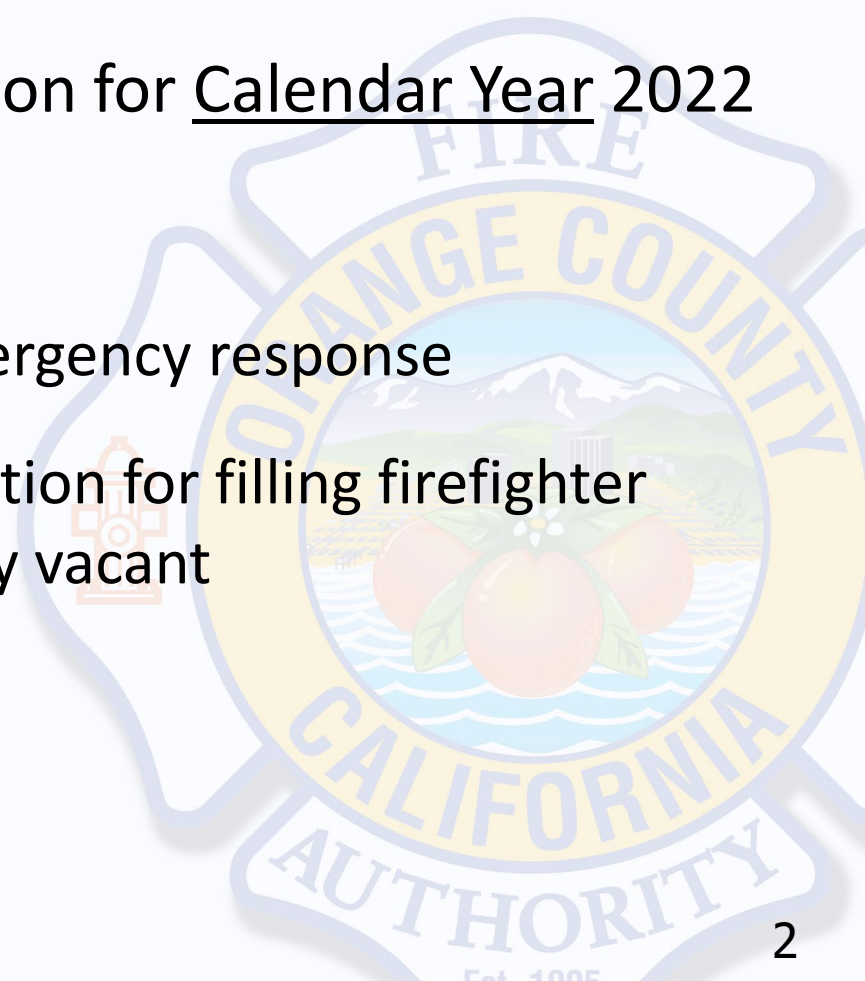 on for Calendar Year 2022
FIRE
ORANGE COUNTY
ergency response
tion for filling firefighter
y vacant
CALIFORNIA
AUTHORITY
2